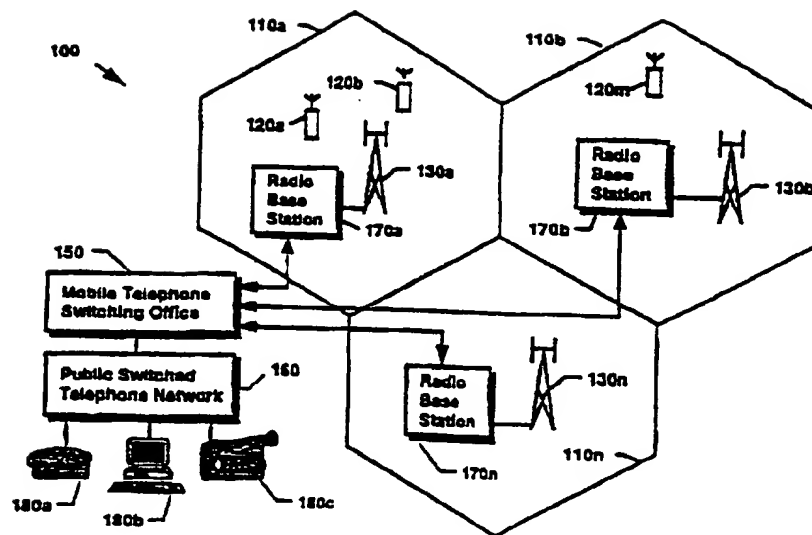 100
110a
110b
120b
120a
120m
130a
Radio
Base
Station
170a
Radio
Base
Station
170b
130b
150
Mobile Telephone
Switching Office
Public Switched
Telephone Network
160
Radio
Base
Station
170n
130n
110n
180a
180b
180c